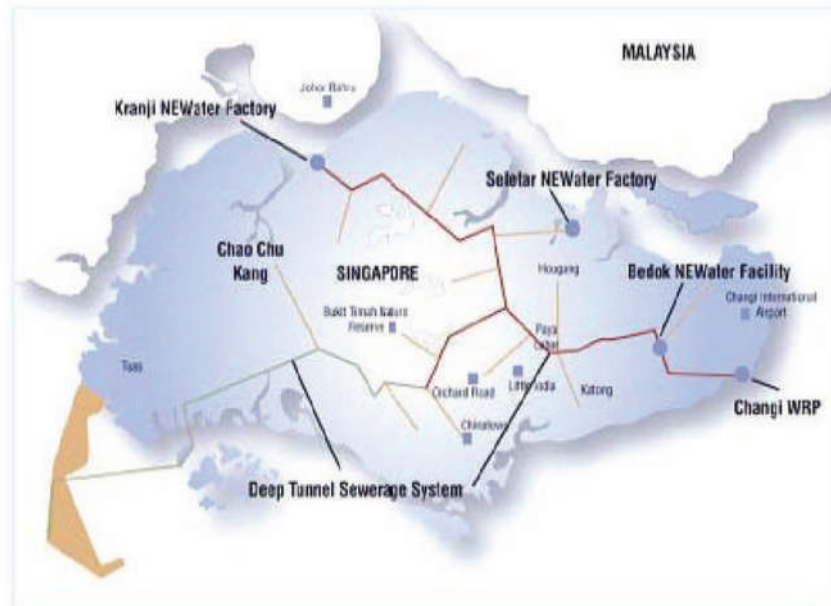 MALAYSIA
Johor Bahru
Kranji NEWater Factory
Seletar NEWater Factory
Chao Chu
Kang
SINGAPORE
Hougang
Bedok NEWater Facility
Changi International
Airport
Bukit Timah Nature
Reserve
Paya
Lebar
Tuas
Orchard Road
Little India
Katong
Changi WRP
Chinatown
Deep Tunnel Sewerage System